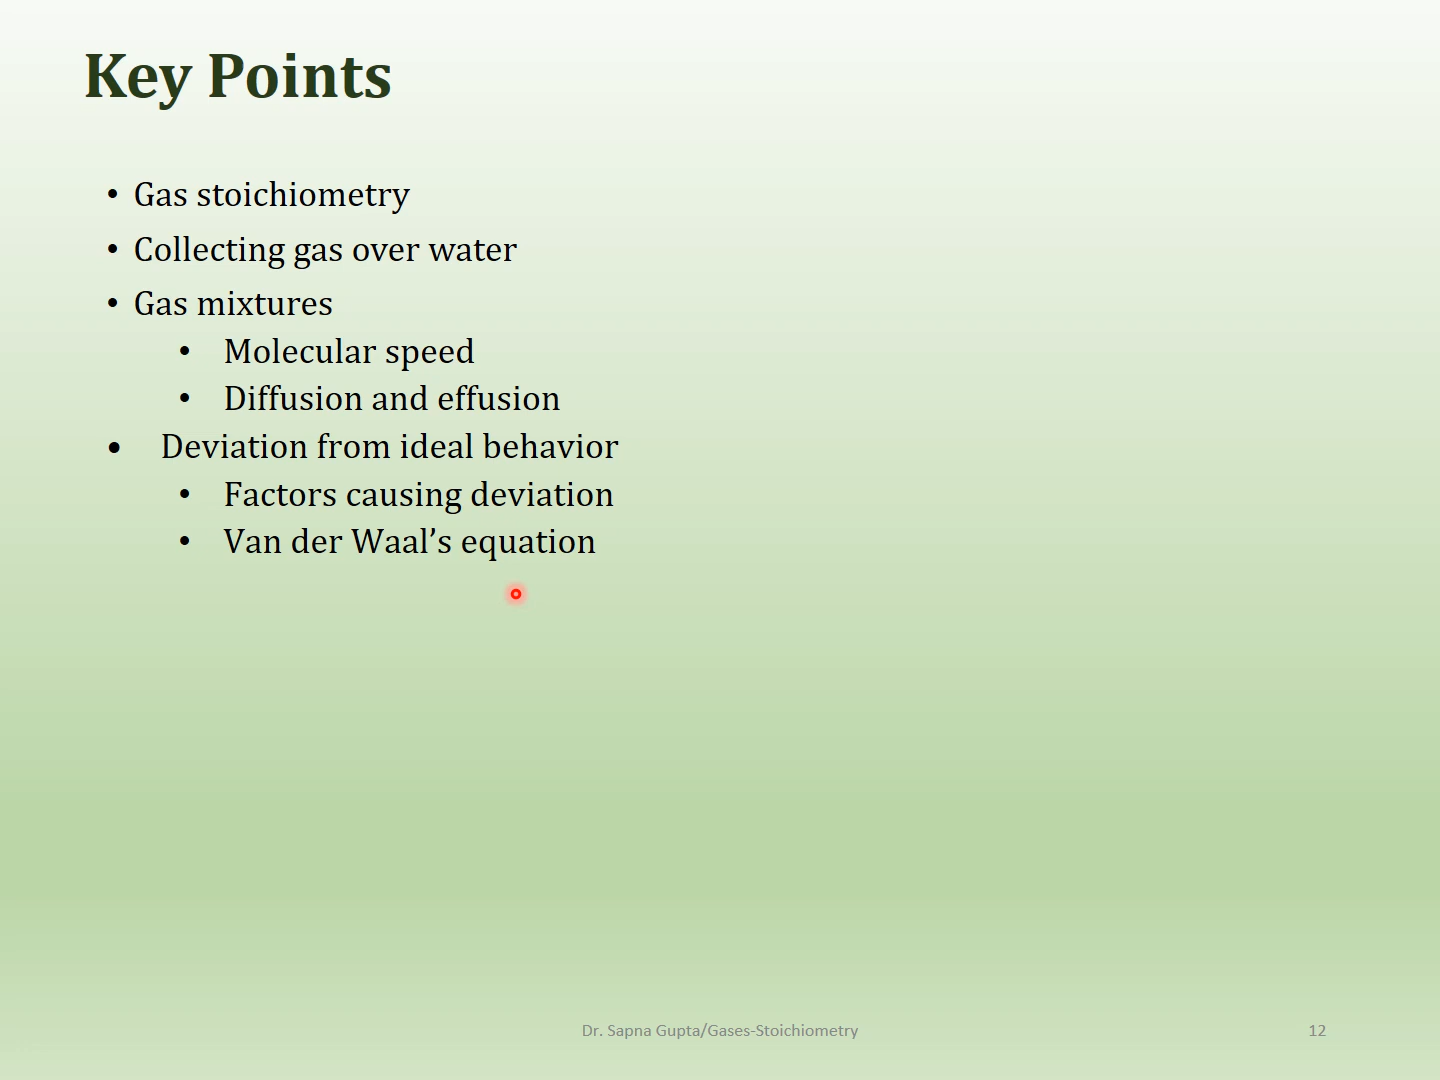 Key Points
• Gas stoichiometry
• Collecting gas over water
• Gas mixtures
• Molecular speed
• Diffusion and effusion
• Deviation from ideal behavior
• Factors causing deviation
• Van der Waal’s equation
Dr. Sapna Gupta/Gases-Stoichiometry
12